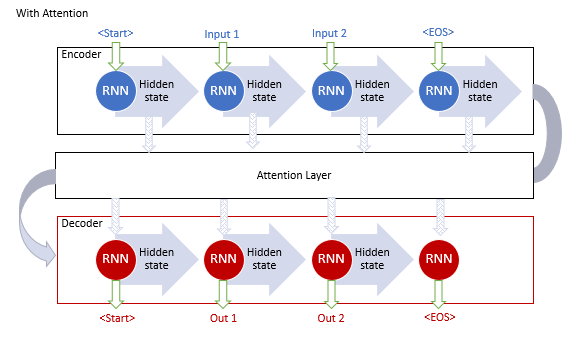 With Attention
<Start> Input 1 Input 2 <EOS>
Encoder
RNN Hidden state RNN Hidden state RNN Hidden state RNN Hidden state
Attention Layer
Decoder
RNN Hidden state RNN Hidden state RNN Hidden state RNN
<Start> Out 1 Out 2 <EOS>